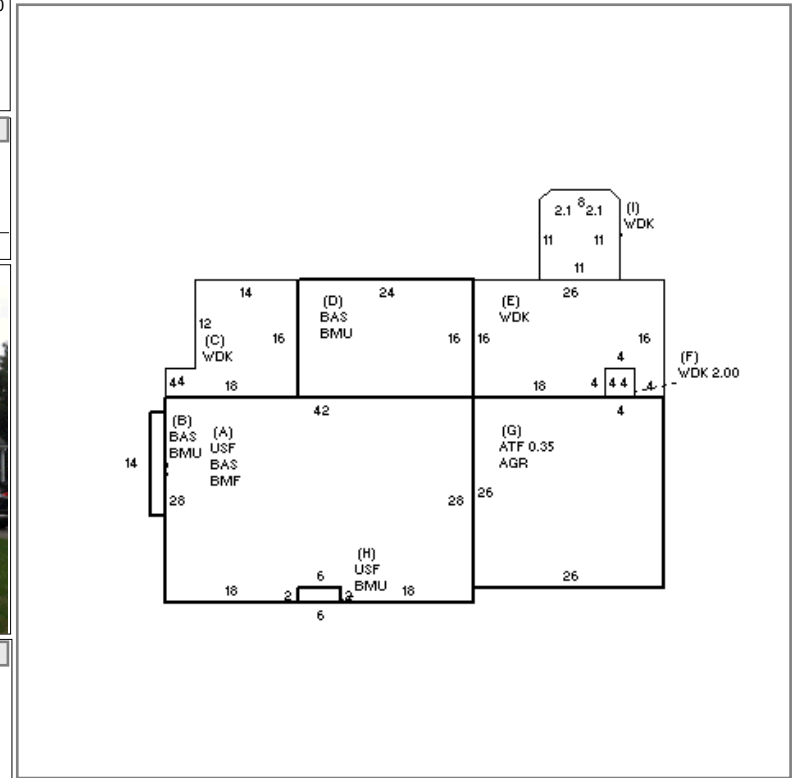 8
2.1 2.1
(I)
WDK
11 11
11
14
24
26
(D)
BAS
BMU
(E)
WDK
12
(C)
WDK
16
16
16
16
4
(F)
WDK 2.00
44
18
18
4
4 4
4
42
4
(B)
BAS
BMU
(A)
USF
BAS
BMF
(G)
ATF 0.35
AGR
14
28
28
26
(H)
USF
BMU
6
18
2
2
18
26
6